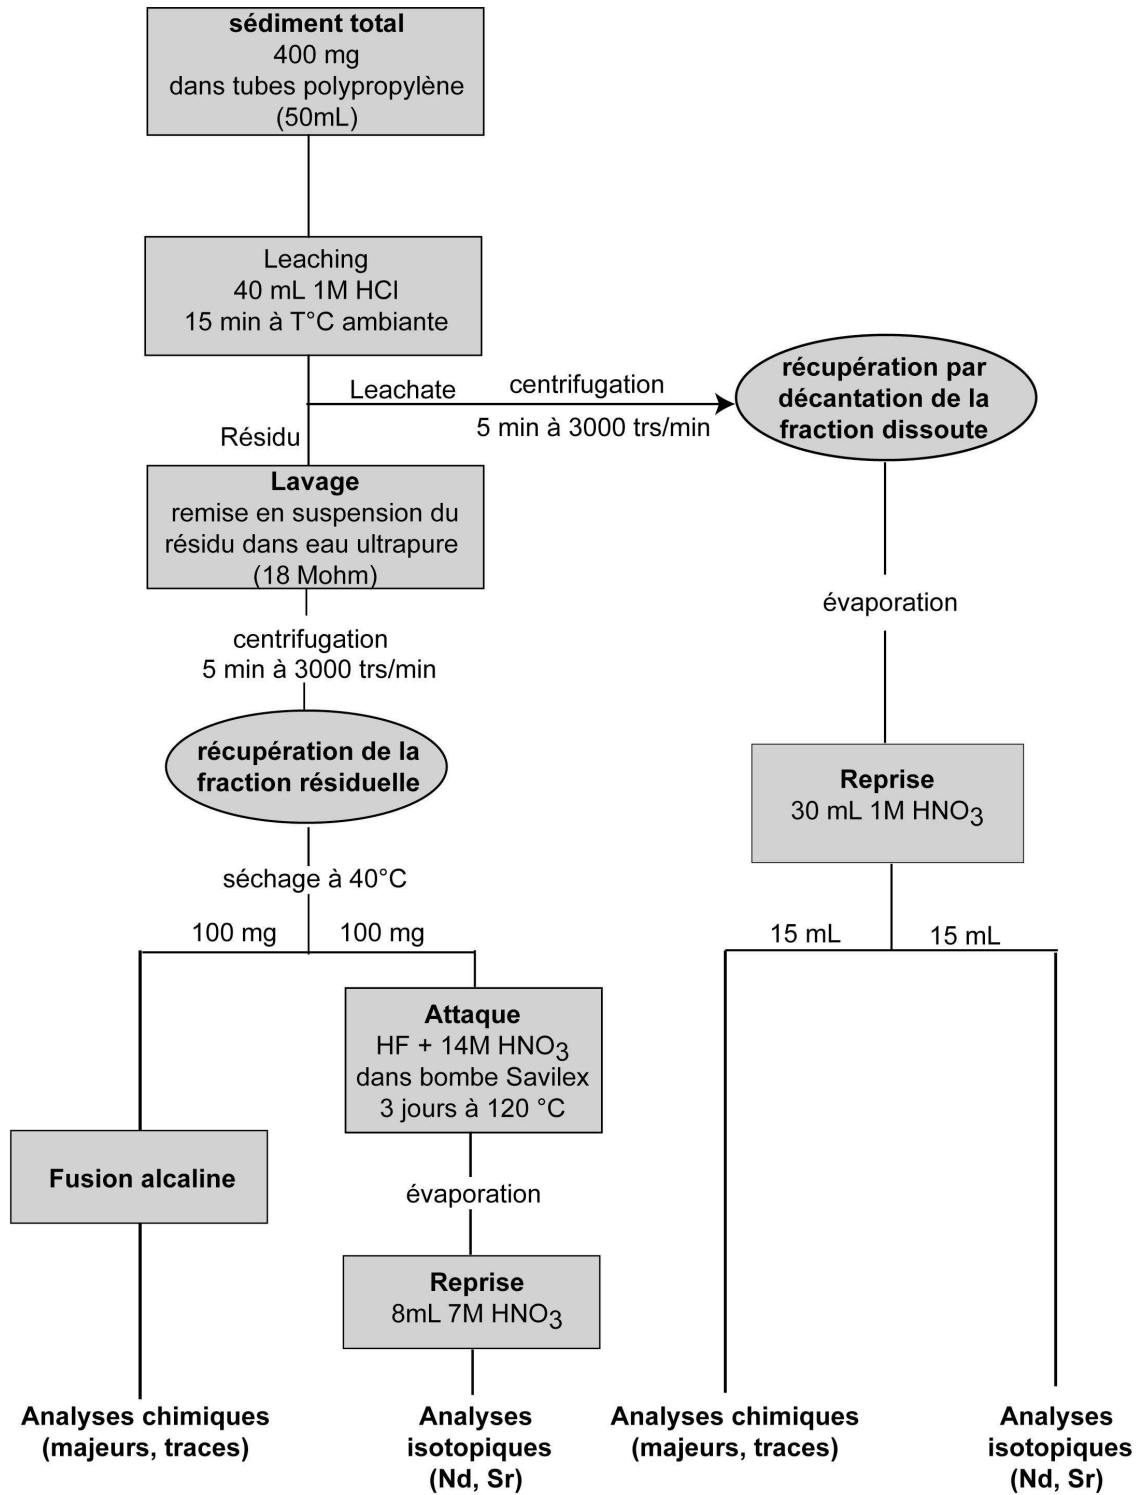 sédiment total
400 mg
dans tubes polypropylène
(50mL)
Leaching
40 mL 1M HCl
15 min à T°C ambiante
Leachate
centrifugation
5 min à 3000 trs/min
récupération par
décantation de la
fraction dissoute
Résidu
Lavage
remise en suspension du
résidu dans eau ultrapure
(18 Mohm)
évaporation
centrifugation
5 min à 3000 trs/min
récupération de la
fraction résiduelle
Reprise
30 mL 1M HNO3
séchage à 40°C
100 mg
100 mg
15 mL
15 mL
Attaque
HF + 14M HNO3
dans bombe Savilex
3 jours à 120 °C
Fusion alcaline
évaporation
Reprise
8mL 7M HNO3
Analyses chimiques
(majeurs, traces)
Analyses
isotopiques
(Nd, Sr)
Analyses chimiques
(majeurs, traces)
Analyses
isotopiques
(Nd, Sr)